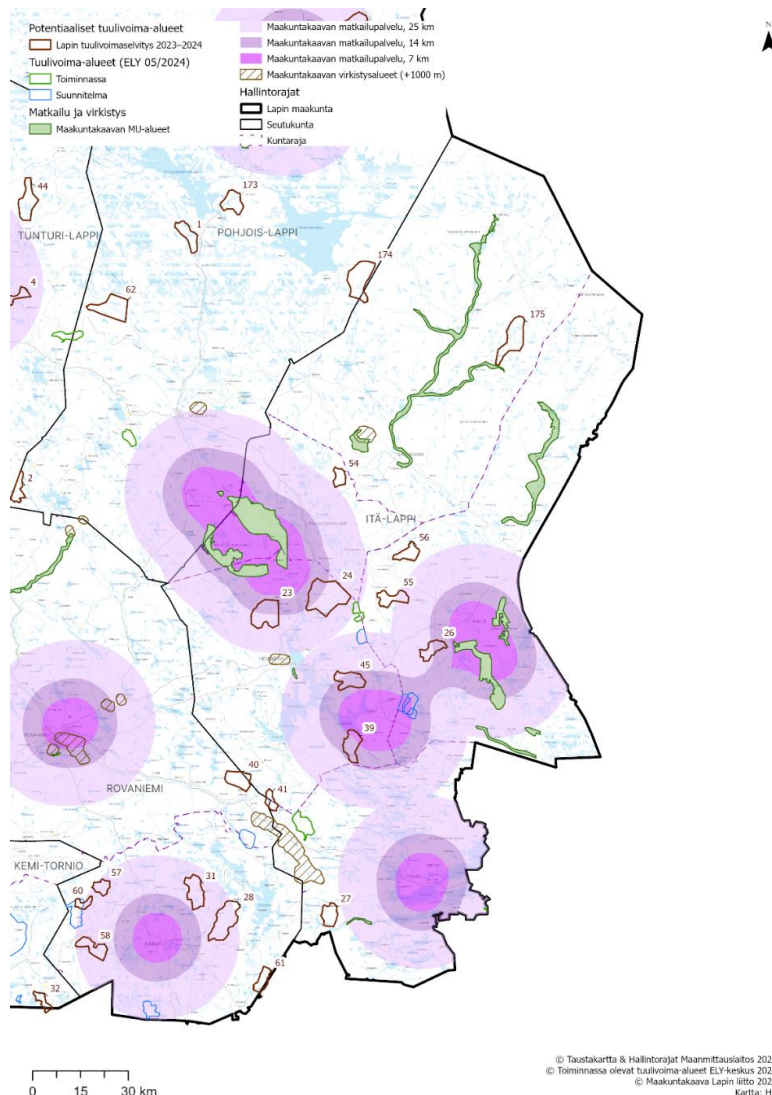 Potentiaaliset tuulivoima-alueet
Lapin tuulivoimaselvitys 2023–2024
Tuulivoima-alueet (ELY 05/2024)
Toiminnassa
Suunnitelma
Matkailu ja virkistys
Maakuntakaavan MU-alueet
Maakuntakaavan matkailupalvelu, 25 km
Maakuntakaavan matkailupalvelu, 14 km
Maakuntakaavan matkailupalvelu, 7 km
Maakuntakaavan virkistysalueet (+1000 m)
Hallintorajat
Lapin maakunta
Seutukunta
Kuntaraja
N
44
173
1
TUNTURI-LAPPI
POHJOIS-LAPPI
174
4
62
175
2
54
ITÄ-LAPPI
56
24
55
23
26
45
39
40
ROVANIEMI
41
KEMI-TORNIO
57
31
60
28
27
58
61
32
0 15 30 km
© Taustakartta & Hallintorajat Maanmittauslaitos 202
© Toiminnassa olevat tuulivoima-alueet ELY-keskus 202
© Maakuntakaava Lapin liitto 202
Kartta: H